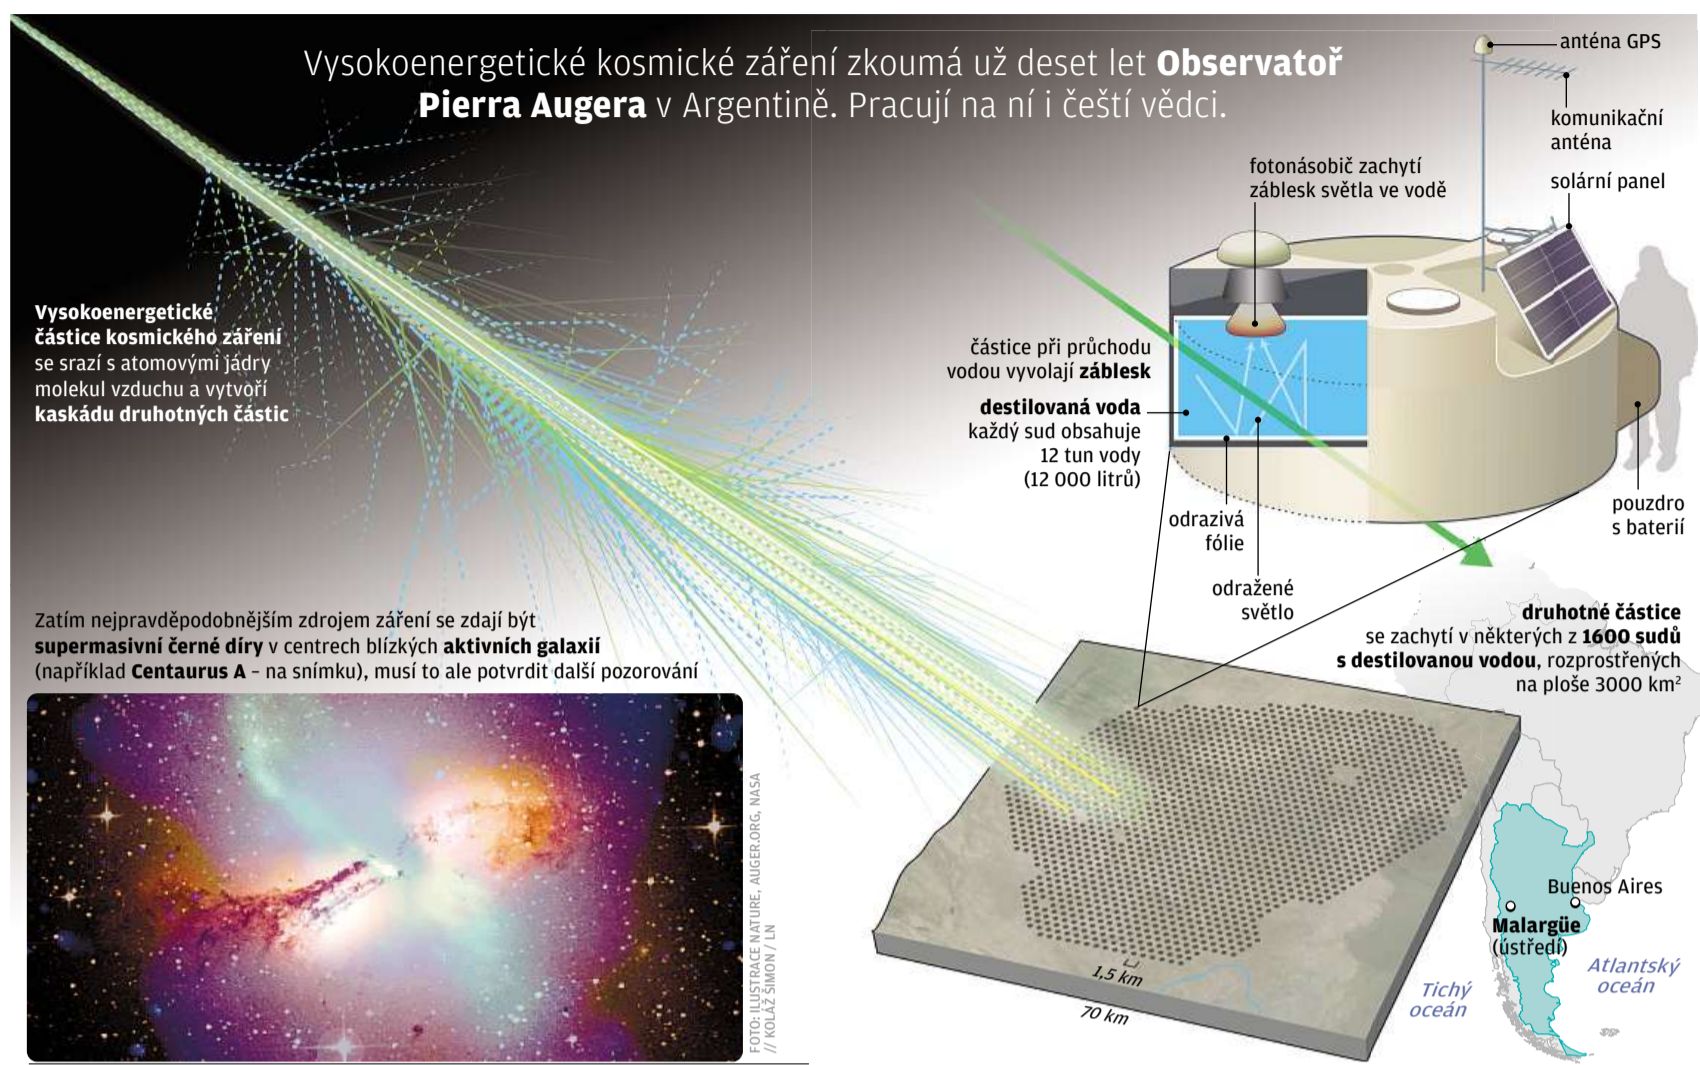 Vysokoenergetické kosmické záření zkoumá už deset let Observatoř
Pierra Augera v Argentině. Pracují na ní i čeští vědci.
anténa GPS
komunikační
anténa
solární panel
fotonásobič zachytí
záblesk světla ve vodě
Vysokoenergetické
částice kosmického záření
se srazí s atomovými jádry
molekul vzduchu a vytvoří
kaskádu druhotných částic
částice při průchodu
vodou vyvolají záblesk
destilovaná voda
každý sud obsahuje
12 tun vody
(12 000 litrů)
odrazivá
fólie
odražené
světlo
pouzdro
s baterií
druhotné částice
se zachytí v některých z 1600 sudů
s destilovanou vodou, rozprostřených
na ploše 3000 km²
Zatím nejpravděpodobnějším zdrojem záření se zdají být
supermasivní černé díry v centrech blízkých aktivních galaxií
(například Centaurus A – na snímku), musí to ale potvrdit další pozorování
FOTO: ILUSTRACE NATURE, AUGER.ORG, NASA
// KOLÁŽ ŠIMON / LN
1,5 km
70 km
Buenos Aires
Malargüe
(ústředí)
Tichý
oceán
Atlantský
oceán